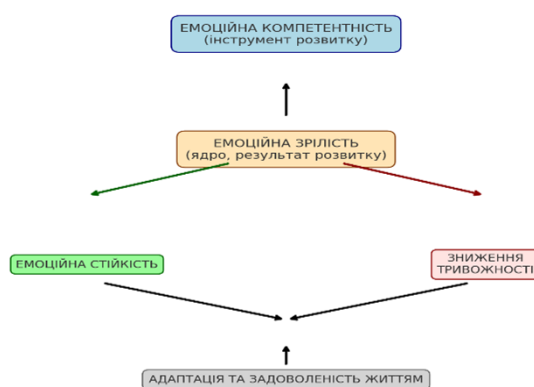 ЕМОЦІЙНА КОМПЕТЕНТНІСТЬ
(інструмент розвитку)
ЕМОЦІЙНА ЗРІЛІСТЬ
(ядро, результат розвитку)
ЕМОЦІЙНА СТІЙКІСТЬ
ЗНИЖЕННЯ
ТРИВОЖНОСТІ
АДАПТАЦІЯ ТА ЗАДОВОЛЕНІСТЬ ЖИТТЯМ